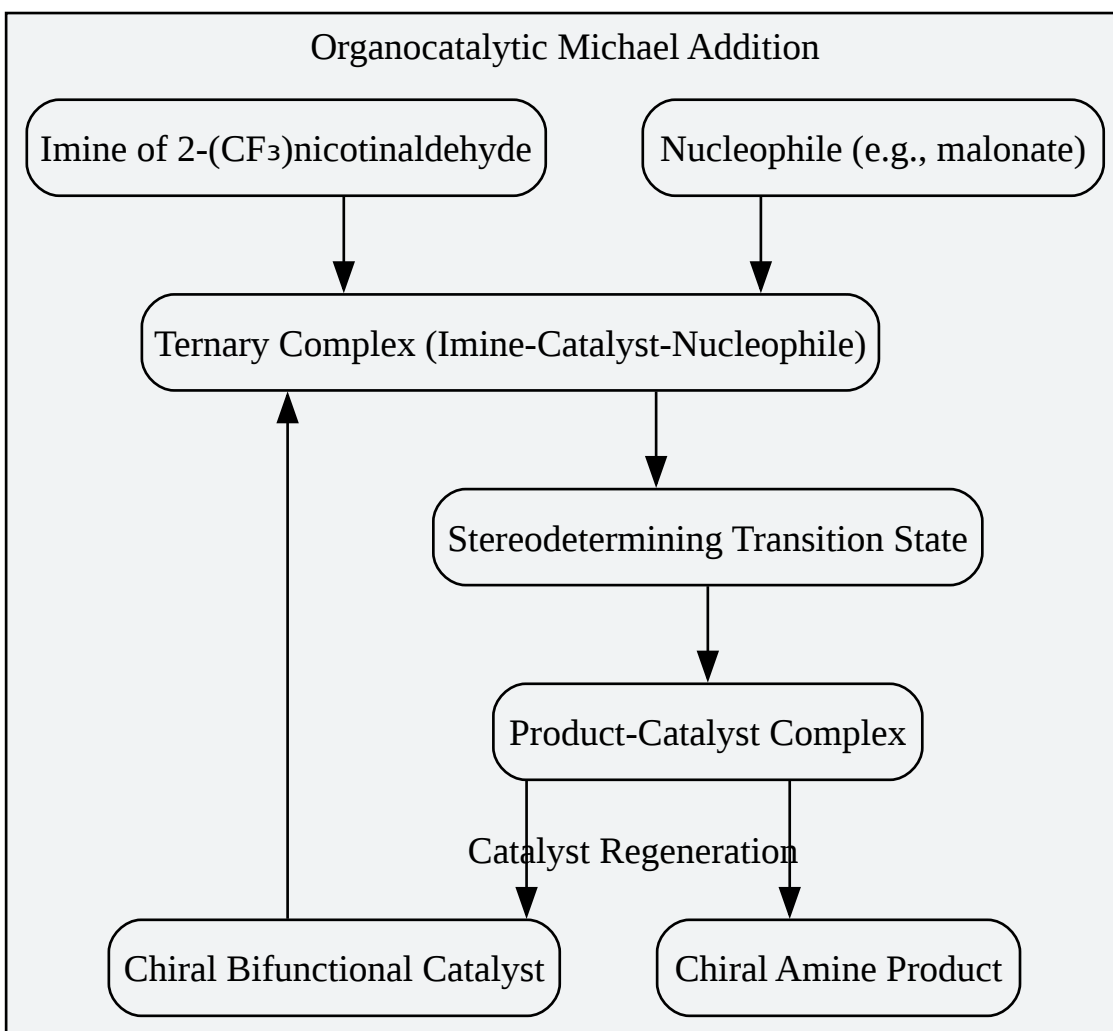 Organocatalytic Michael Addition
Imine of 2-(CF₃)nicotinaldehyde
Nucleophile (e.g., malonate)
Ternary Complex (Imine-Catalyst-Nucleophile)
Stereodetermining Transition State
Product-Catalyst Complex
Catalyst Regeneration
Chiral Bifunctional Catalyst
Chiral Amine Product